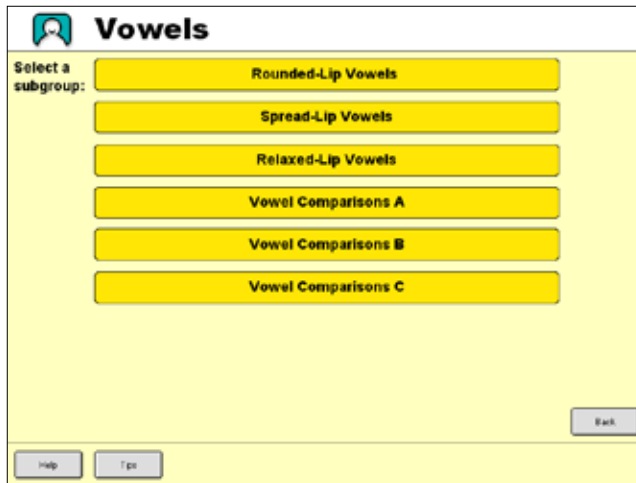 Vowels
Select a
subgroup:
Rounded-Lip Vowels
Spread-Lip Vowels
Relaxed-Lip Vowels
Vowel Comparisons A
Vowel Comparisons B
Vowel Comparisons C
Back
Help
Tips